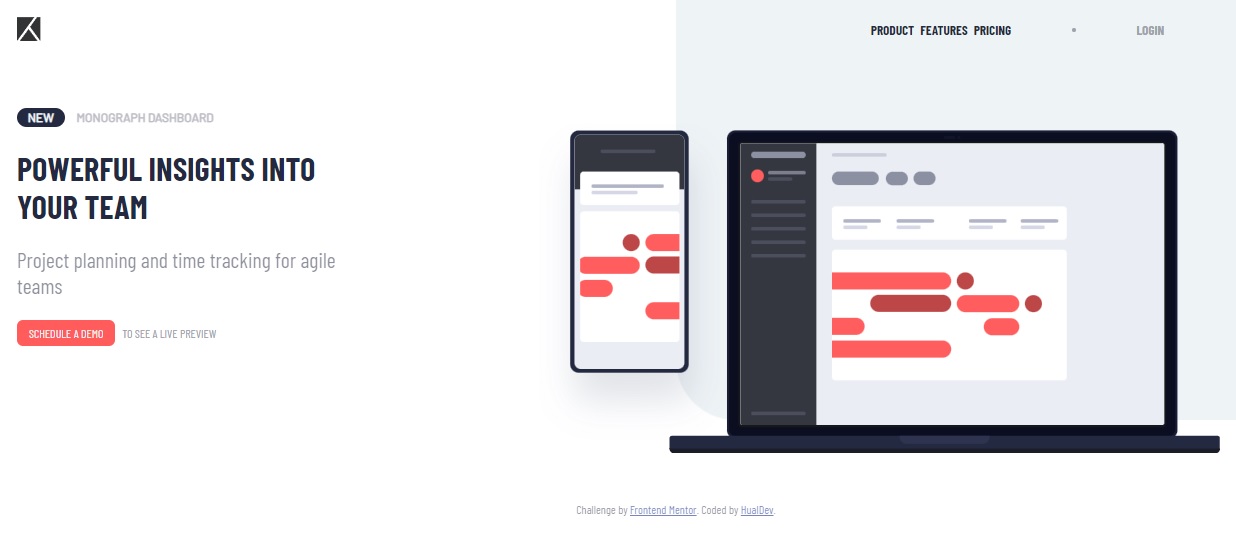 PRODUCT FEATURES PRICING • LOGIN
NEW MONOGRAPH DASHBOARD
POWERFUL INSIGHTS INTO
YOUR TEAM
Project planning and time tracking for agile
teams
SCHEDULE A DEMO TO SEE A LIVE PREVIEW
Challenge by Frontend Mentor. Coded by HualDev.